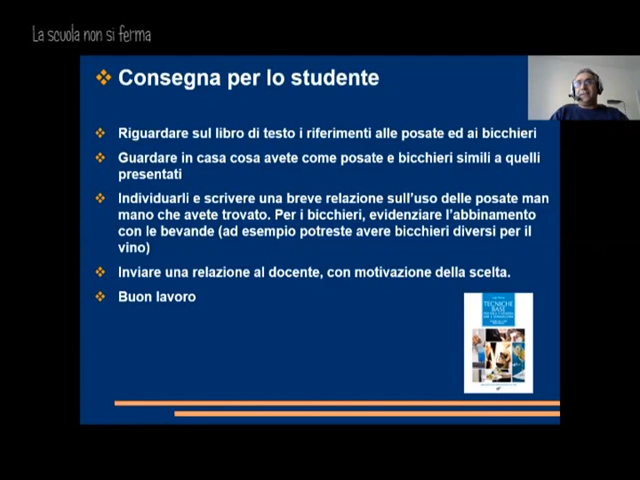 La scuola non si ferma
Consegna per lo studente
Riguardare sul libro di testo i riferimenti alle posate ed ai bicchieri
Guardare in casa cosa avete come posate e bicchieri simili a quelli
presentati
Individuarli e scrivere una breve relazione sull'uso delle posate man
mano che avete trovato. Per i bicchieri, evidenziare l'abbinamento
con le bevande (ad esempio potreste avere bicchieri diversi per il
vino)
Inviare una relazione al docente, con motivazione della scelta.
Buon lavoro
TECNICHE
BASE